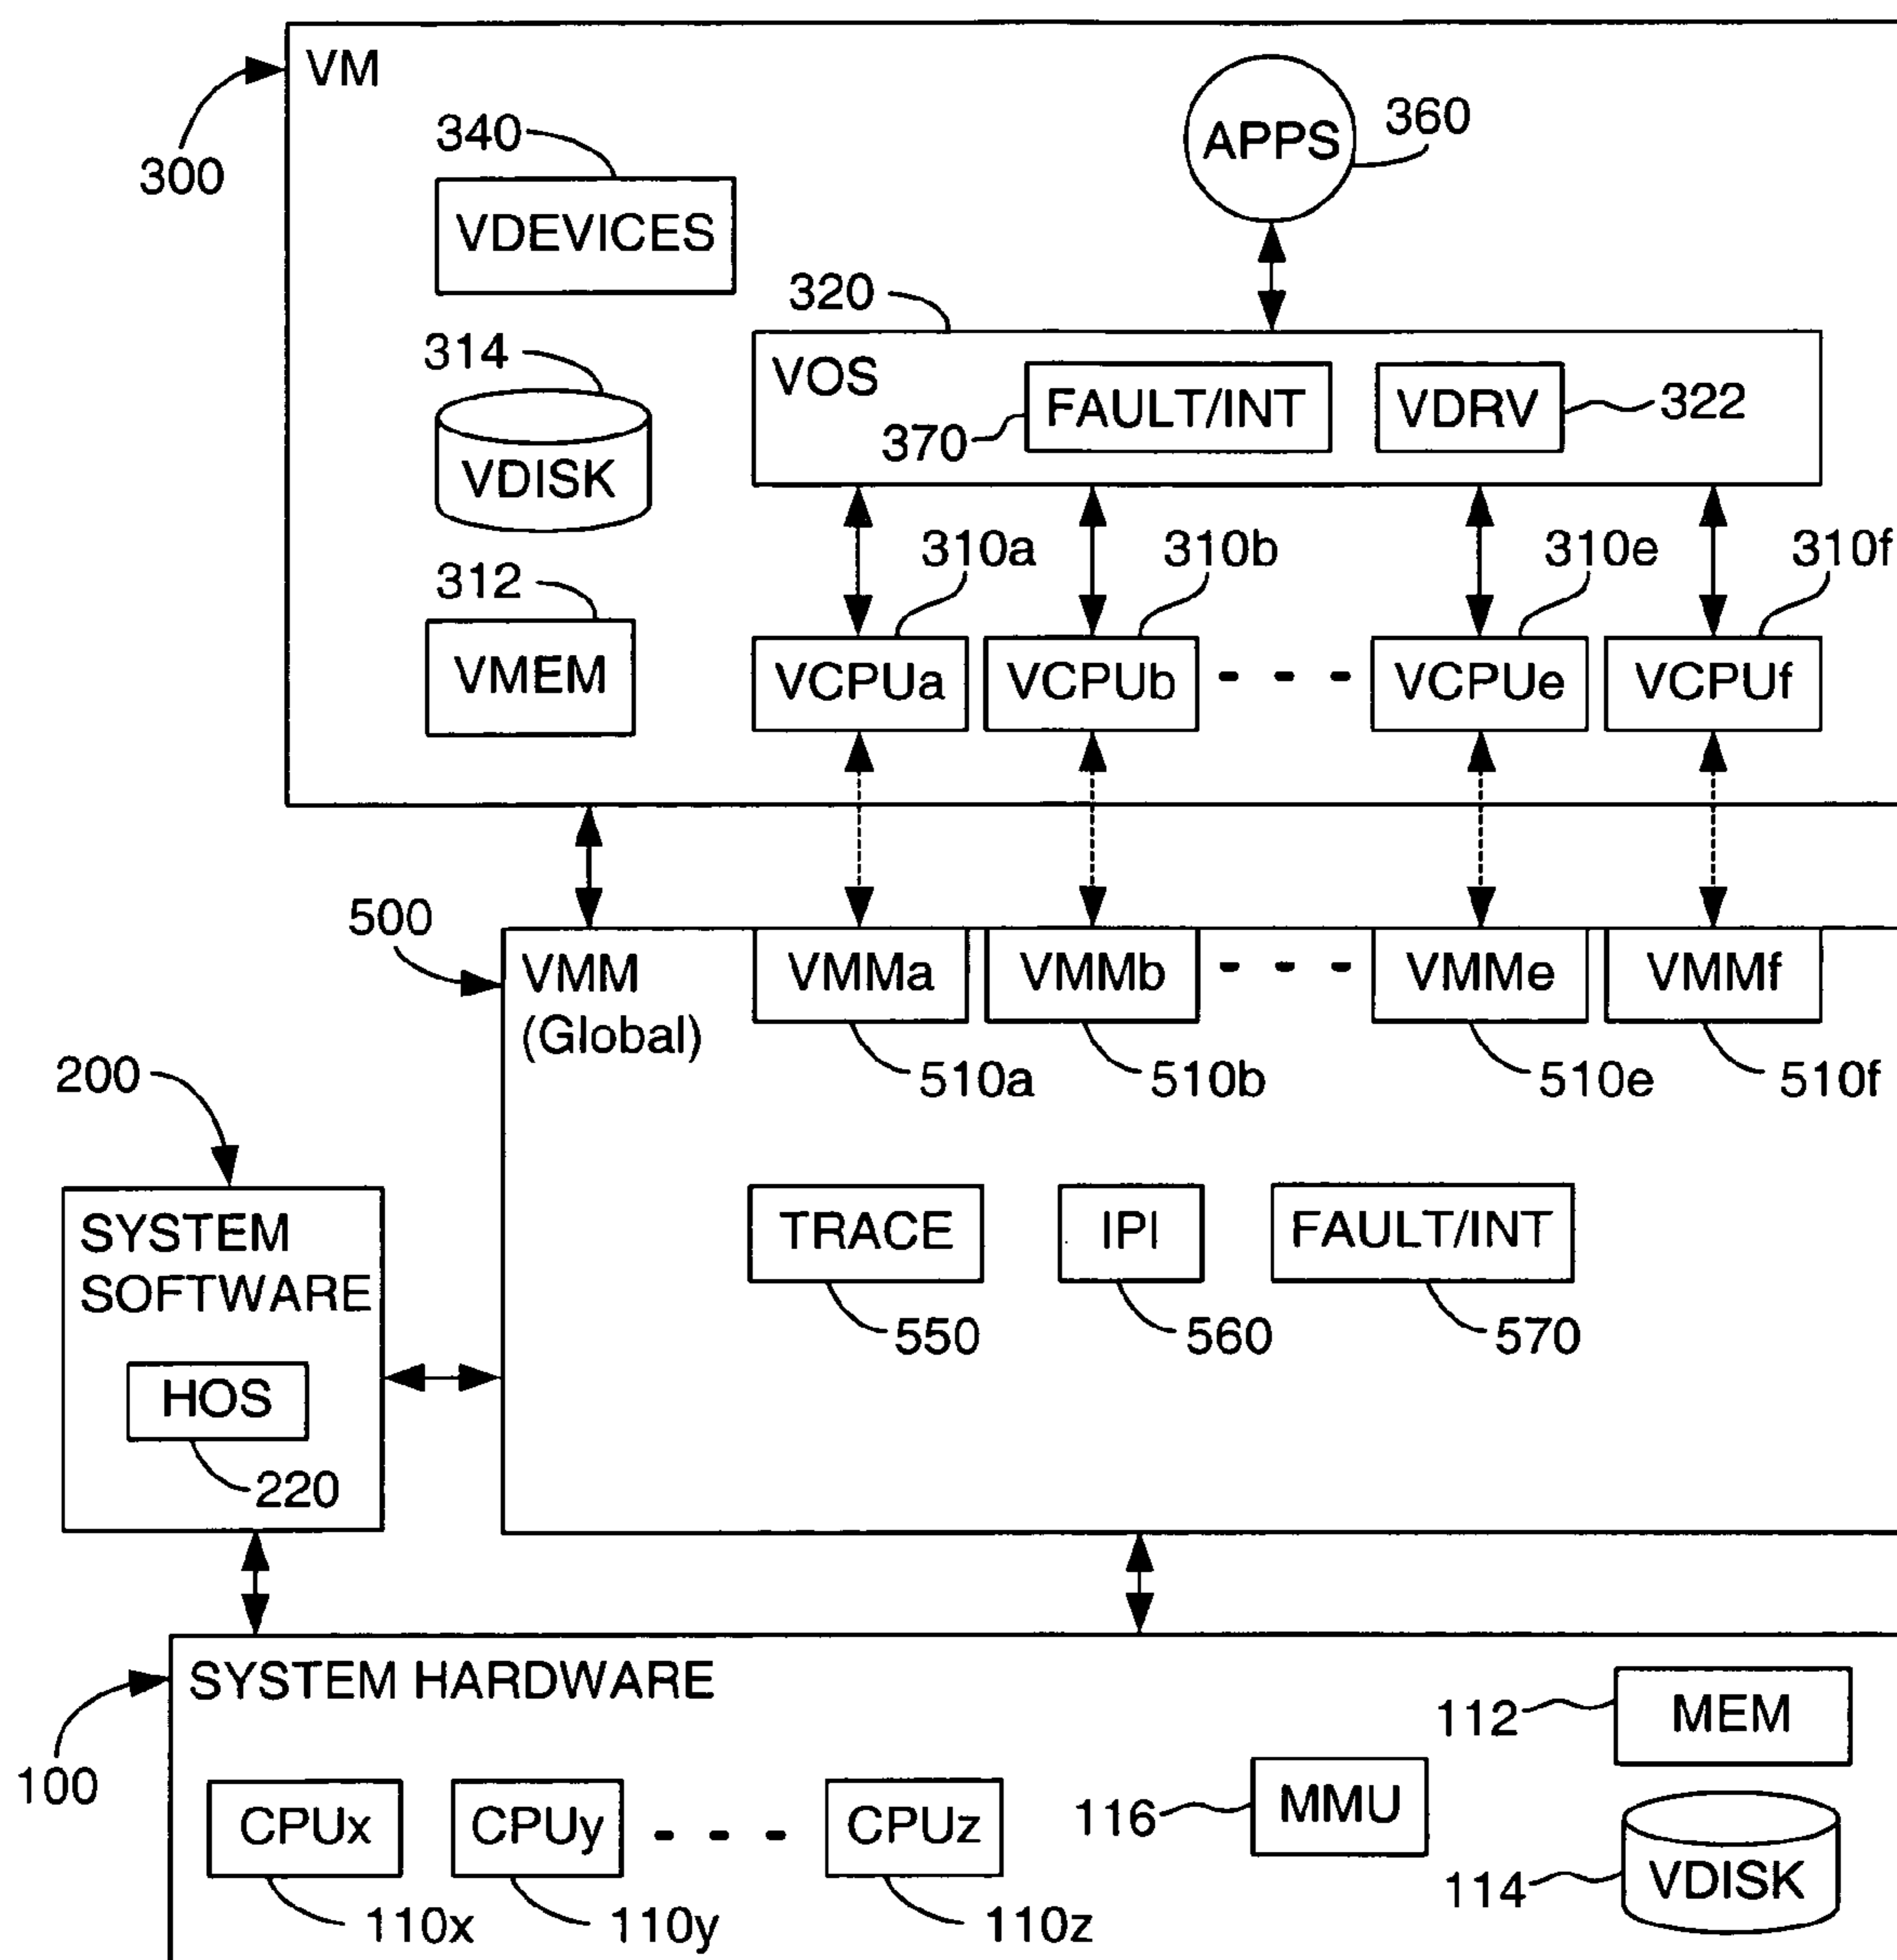 VM
300
340
VDEVICES
APPS
360
320
314
VDISK
VOS
FAULT/INT
370
VDRV
322
312
VMEM
310a
310b
310e
310f
VCPUa
VCPUb
- - -
VCPUe
VCPUf
500
VMM
(Global)
VMMa
VMMb
- - -
VMMe
VMMf
510a
510b
510e
510f
200
SYSTEM
SOFTWARE
HOS
220
TRACE
IPI
FAULT/INT
550
560
570
SYSTEM HARDWARE
100
112
MEM
CPUx
CPUy
- - -
CPUz
116
MMU
114
VDISK
110x
110y
110z